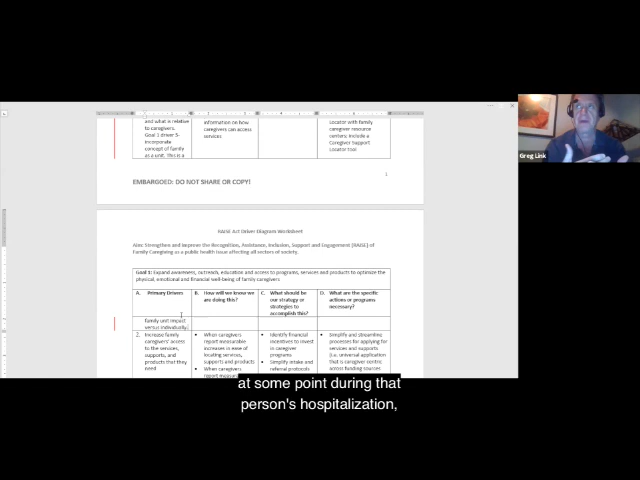 and what is relative
to caregivers.
Goal 1 driver 3-
incorporate
concept of family
as a unit. This is a
information on how
caregivers can access
services
Locator with family
caregiver resource
centers; include a
Caregiver Support
Locator Tool.
1
EMBARGOED: DO NOT SHARE OR COPY!
RAISE Act Driver Diagram Worksheet
Aim: Strengthen and Improve the Recognition, Assistance, Inclusion, Support and Engagement (RAISE) of
Family Caregiving as a public health issue affecting all sectors of society.
Goal 1: Expand awareness, outreach, education and access to programs, services and products to optimize the
physical, emotional and financial well-being of family caregivers
A. Primary Drivers
B. How will we know we
are doing this?
C. What should be
our strategy or
strategies to
accomplish this?
D. What are the specific
actions or programs
necessary?
family unit impact
versus individually.
2. Increase family
caregivers' access
to the services,
supports, and
products that they
need
• When caregivers
report measurable
increases in ease of
locating services,
supports and products
• When caregivers
report measurable
• Identify financial
incentives to invest
in caregiver
programs
• Simplify intake and
referral protocols
• Simplify and streamline
processes for applying
for services and supports
(i.e. universal application
that is caregiver centric
across funding sources
Greg Link
at some point during that
person's hospitalization,